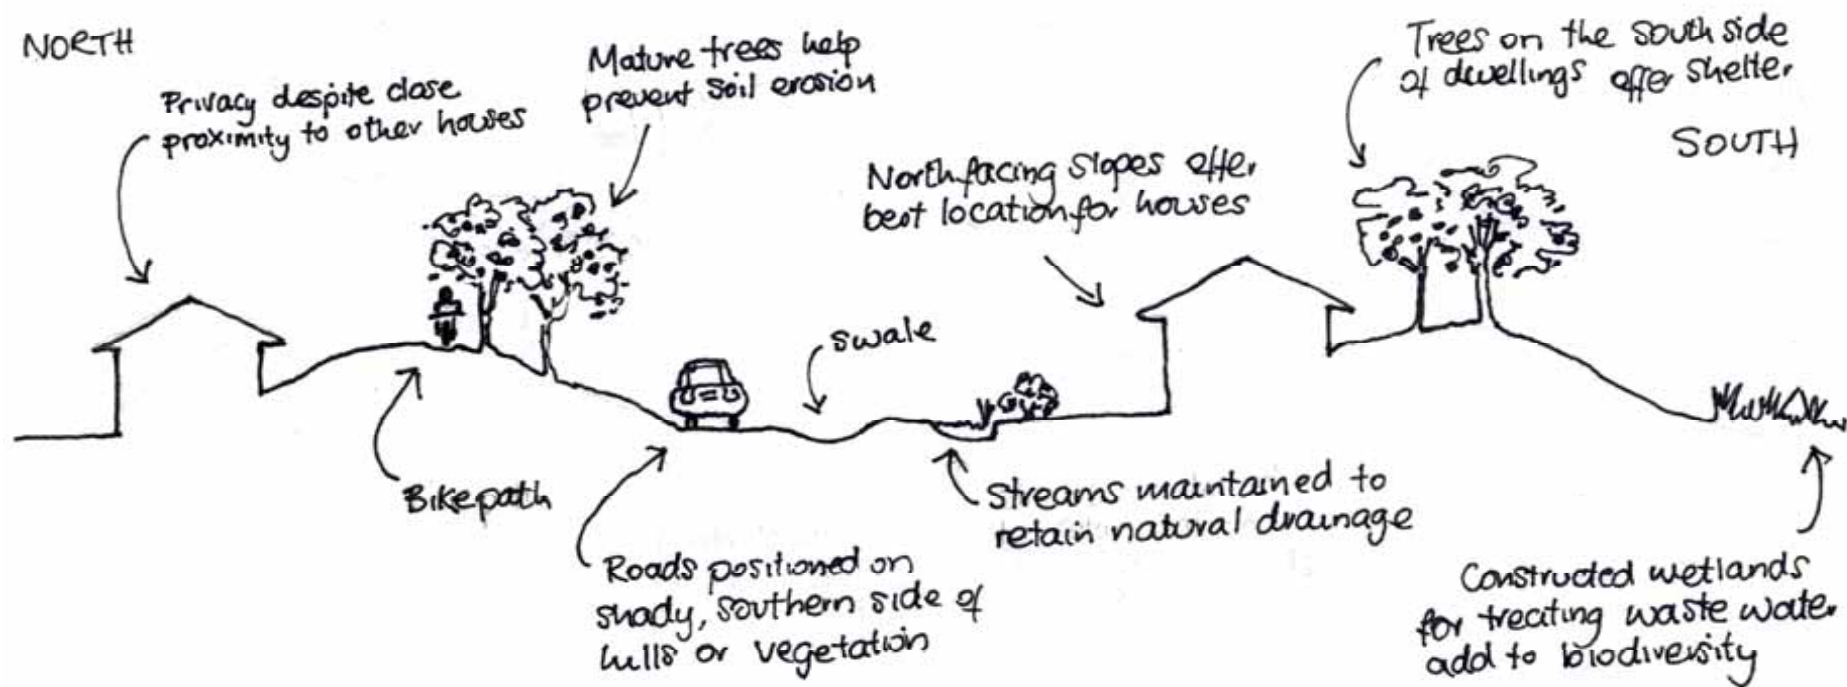 NORTH
Privacy despite close
proximity to other houses
Mature trees help
prevent soil erosion
North facing slopes offer
best location for houses
Trees on the south side
of dwellings offer shelter
SOUTH
swale
Bikepath
Roads positioned on
shady, southern side of
hills or vegetation
Streams maintained to
retain natural drainage
Constructed wetlands
for treating waste water
add to biodiversity